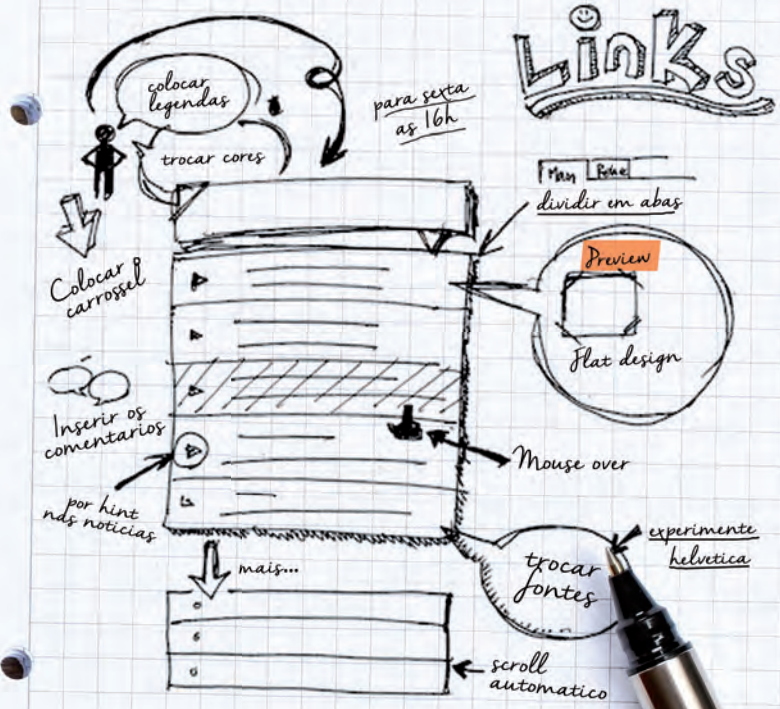 Links
colocar
legendas
para sexta
as 16h
trocar cores
dividir em abas
Preview
Flat design
Colocar
carrossel
Inserir os
comentarios
Mouse over
por hint
nas noticias
mais...
trocar
fontes
experimente
helvetica
scroll
automatico